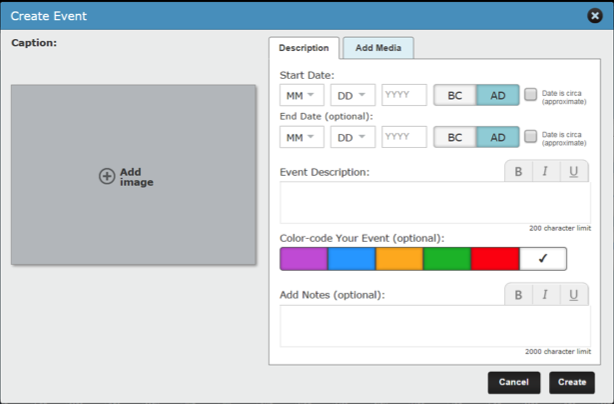 Create Event
Caption:
Add image
Description
Add Media
Start Date:
MM DD YYYY BC AD Date is circa (approximate)
End Date (optional):
MM DD YYYY BC AD Date is circa (approximate)
Event Description: B I U
200 character limit
Color-code Your Event (optional):
Add Notes (optional): B I U
2000 character limit
Cancel Create